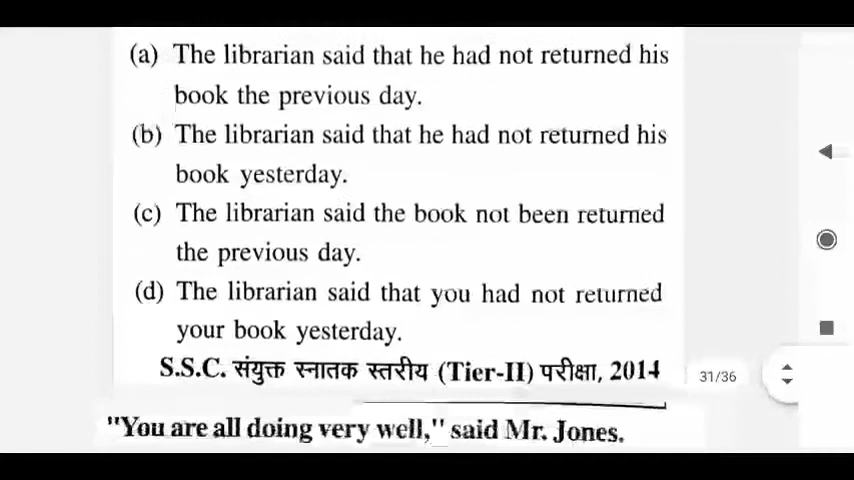 (a) The librarian said that he had not returned his
book the previous day.
(b) The librarian said that he had not returned his
book yesterday.
(c) The librarian said the book not been returned
the previous day.
(d) The librarian said that you had not returned
your book yesterday.
S.S.C. संयुक्त स्नातक स्तरीय (Tier-II) परीक्षा, 2014
31/36
"You are all doing very well," said Mr. Jones.